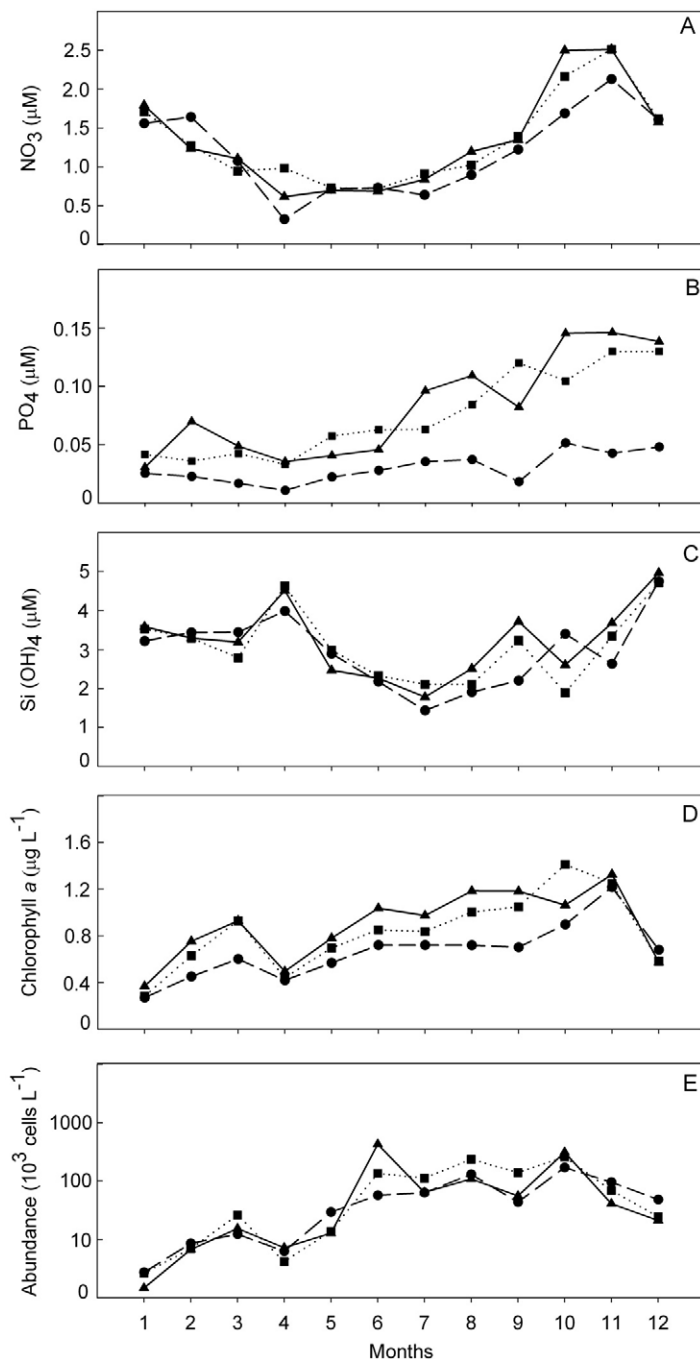 A
NO3 (μM)
2.5
2.0
1.5
1.0
0.5
0
B
PO4 (μM)
0.15
0.10
0.05
0
C
Si (OH)4 (μM)
5
4
3
2
1
0
D
Chlorophyll a (μg L-1)
1.6
1.2
0.8
0.4
0
E
Abundance (10^3 cells L-1)
1000
100
10
0
1 2 3 4 5 6 7 8 9 10 11 12
Months